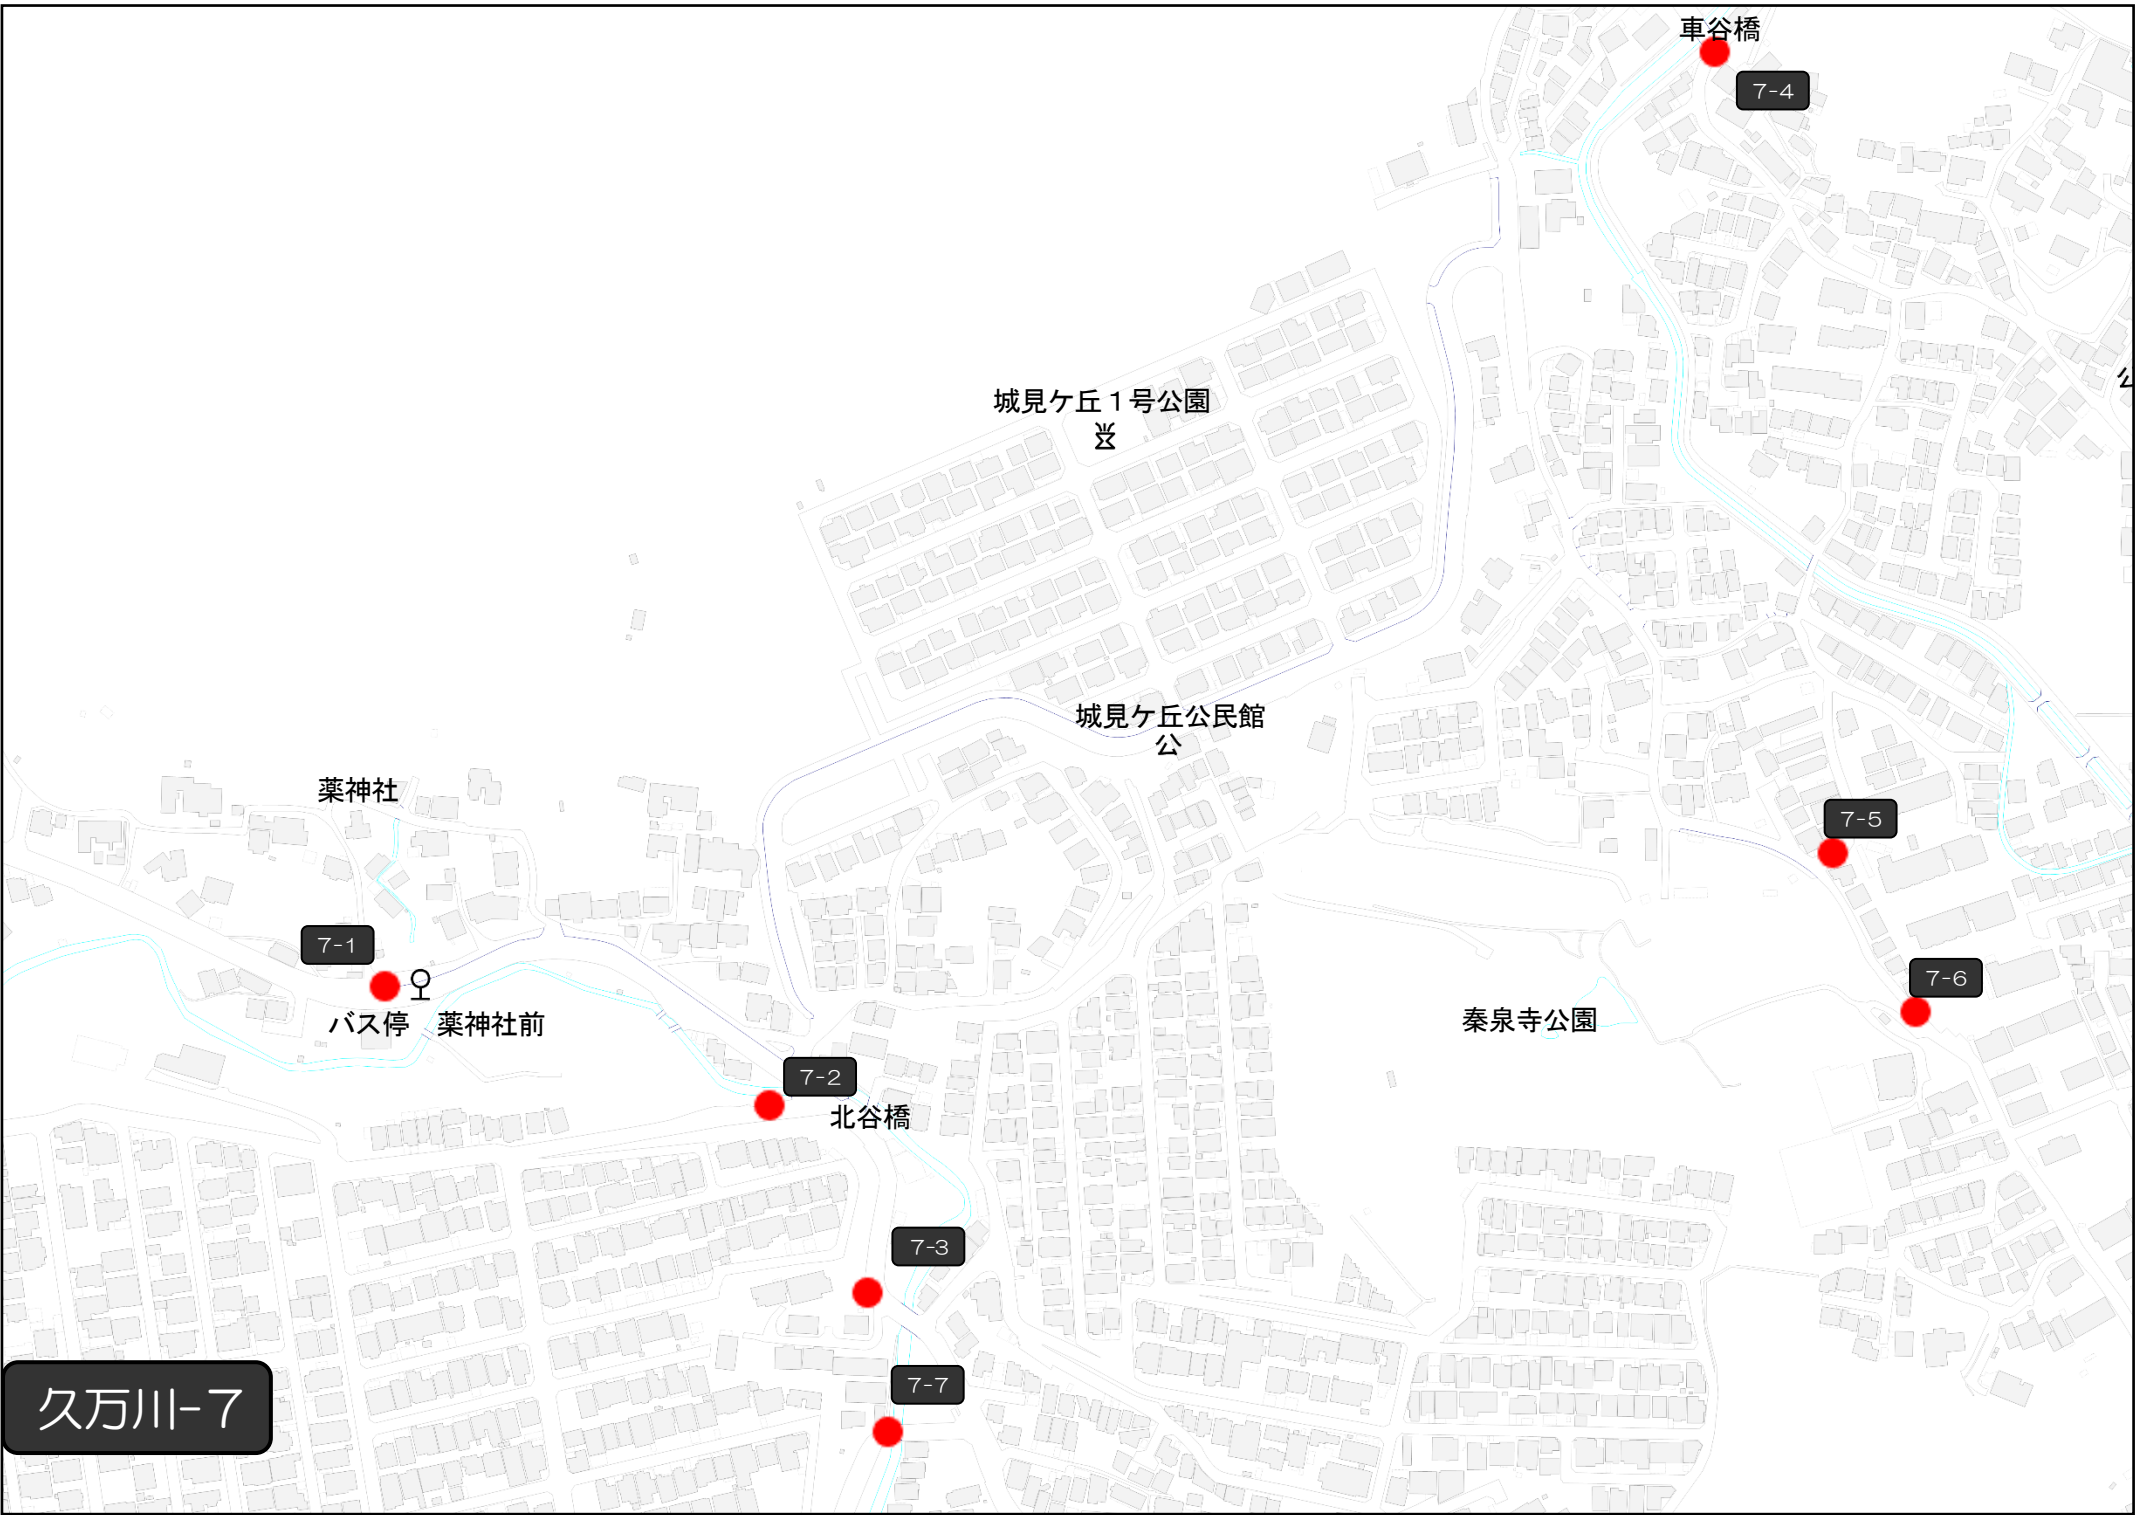 車谷橋
7-4
城見ケ丘１号公園
城見ケ丘公民館
公
薬神社
7-5
7-1
バス停　薬神社前
7-6
秦泉寺公園
7-2
北谷橋
7-3
7-7
久万川-7